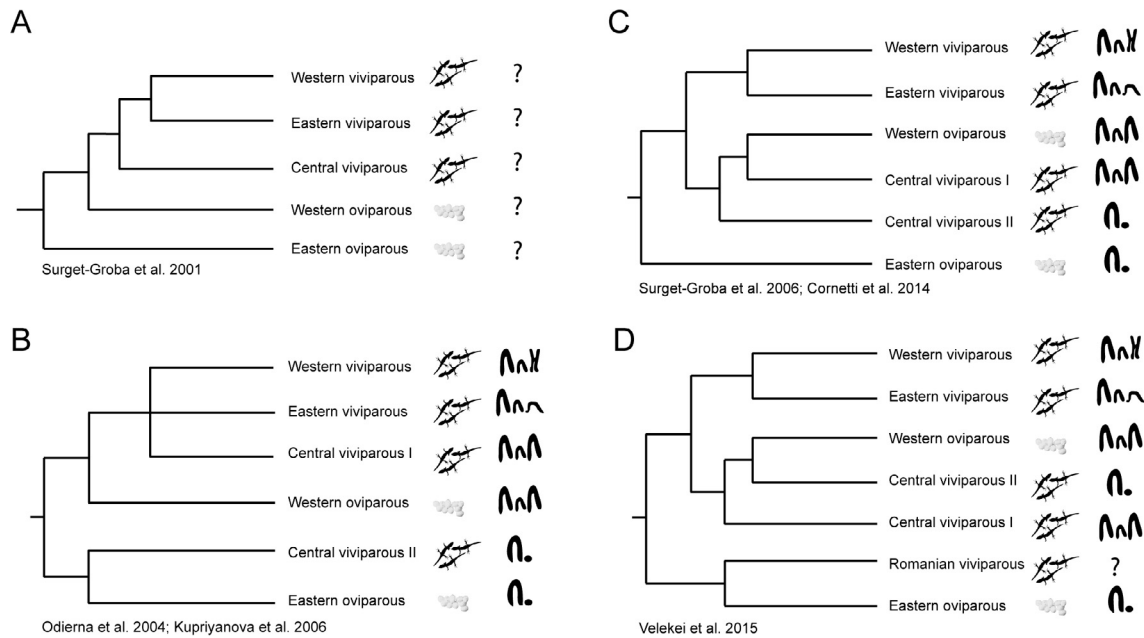 A
Western viviparous ?
Eastern viviparous ?
Central viviparous ?
Western oviparous ?
Eastern oviparous ?
Surget-Groba et al. 2001
B
Western viviparous
Eastern viviparous
Central viviparous I
Western oviparous
Central viviparous II
Eastern oviparous
Odierna et al. 2004; Kupriyanova et al. 2006
C
Western viviparous
Eastern viviparous
Western oviparous
Central viviparous I
Central viviparous II
Eastern oviparous
Surget-Groba et al. 2006; Cornetti et al. 2014
D
Western viviparous
Eastern viviparous
Western oviparous
Central viviparous II
Central viviparous I
Romanian viviparous ?
Eastern oviparous
Velekei et al. 2015